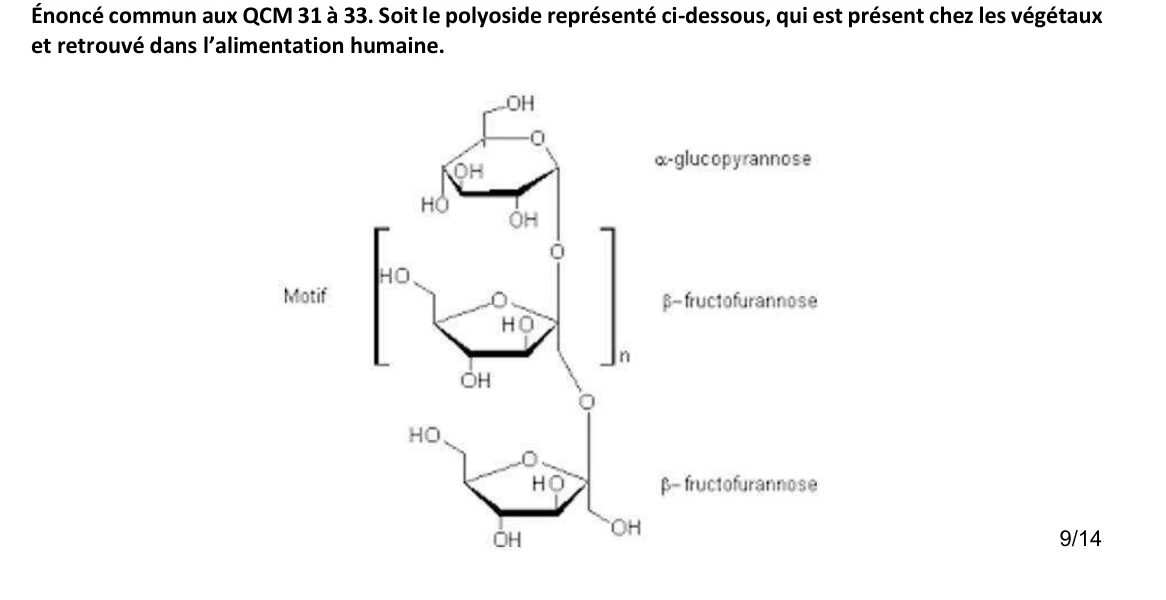 Énoncé commun aux QCM 31 à 33. Soit le polyoside représenté ci-dessous, qui est présent chez les végétaux
et retrouvé dans l’alimentation humaine.
OH
O
α-glucopyrannose
OH
HO
OH
O
HO
Motif
O
β-fructofurannose
HO
n
OH
O
HO
O
HO
β-fructofurannose
OH
OH
9/14